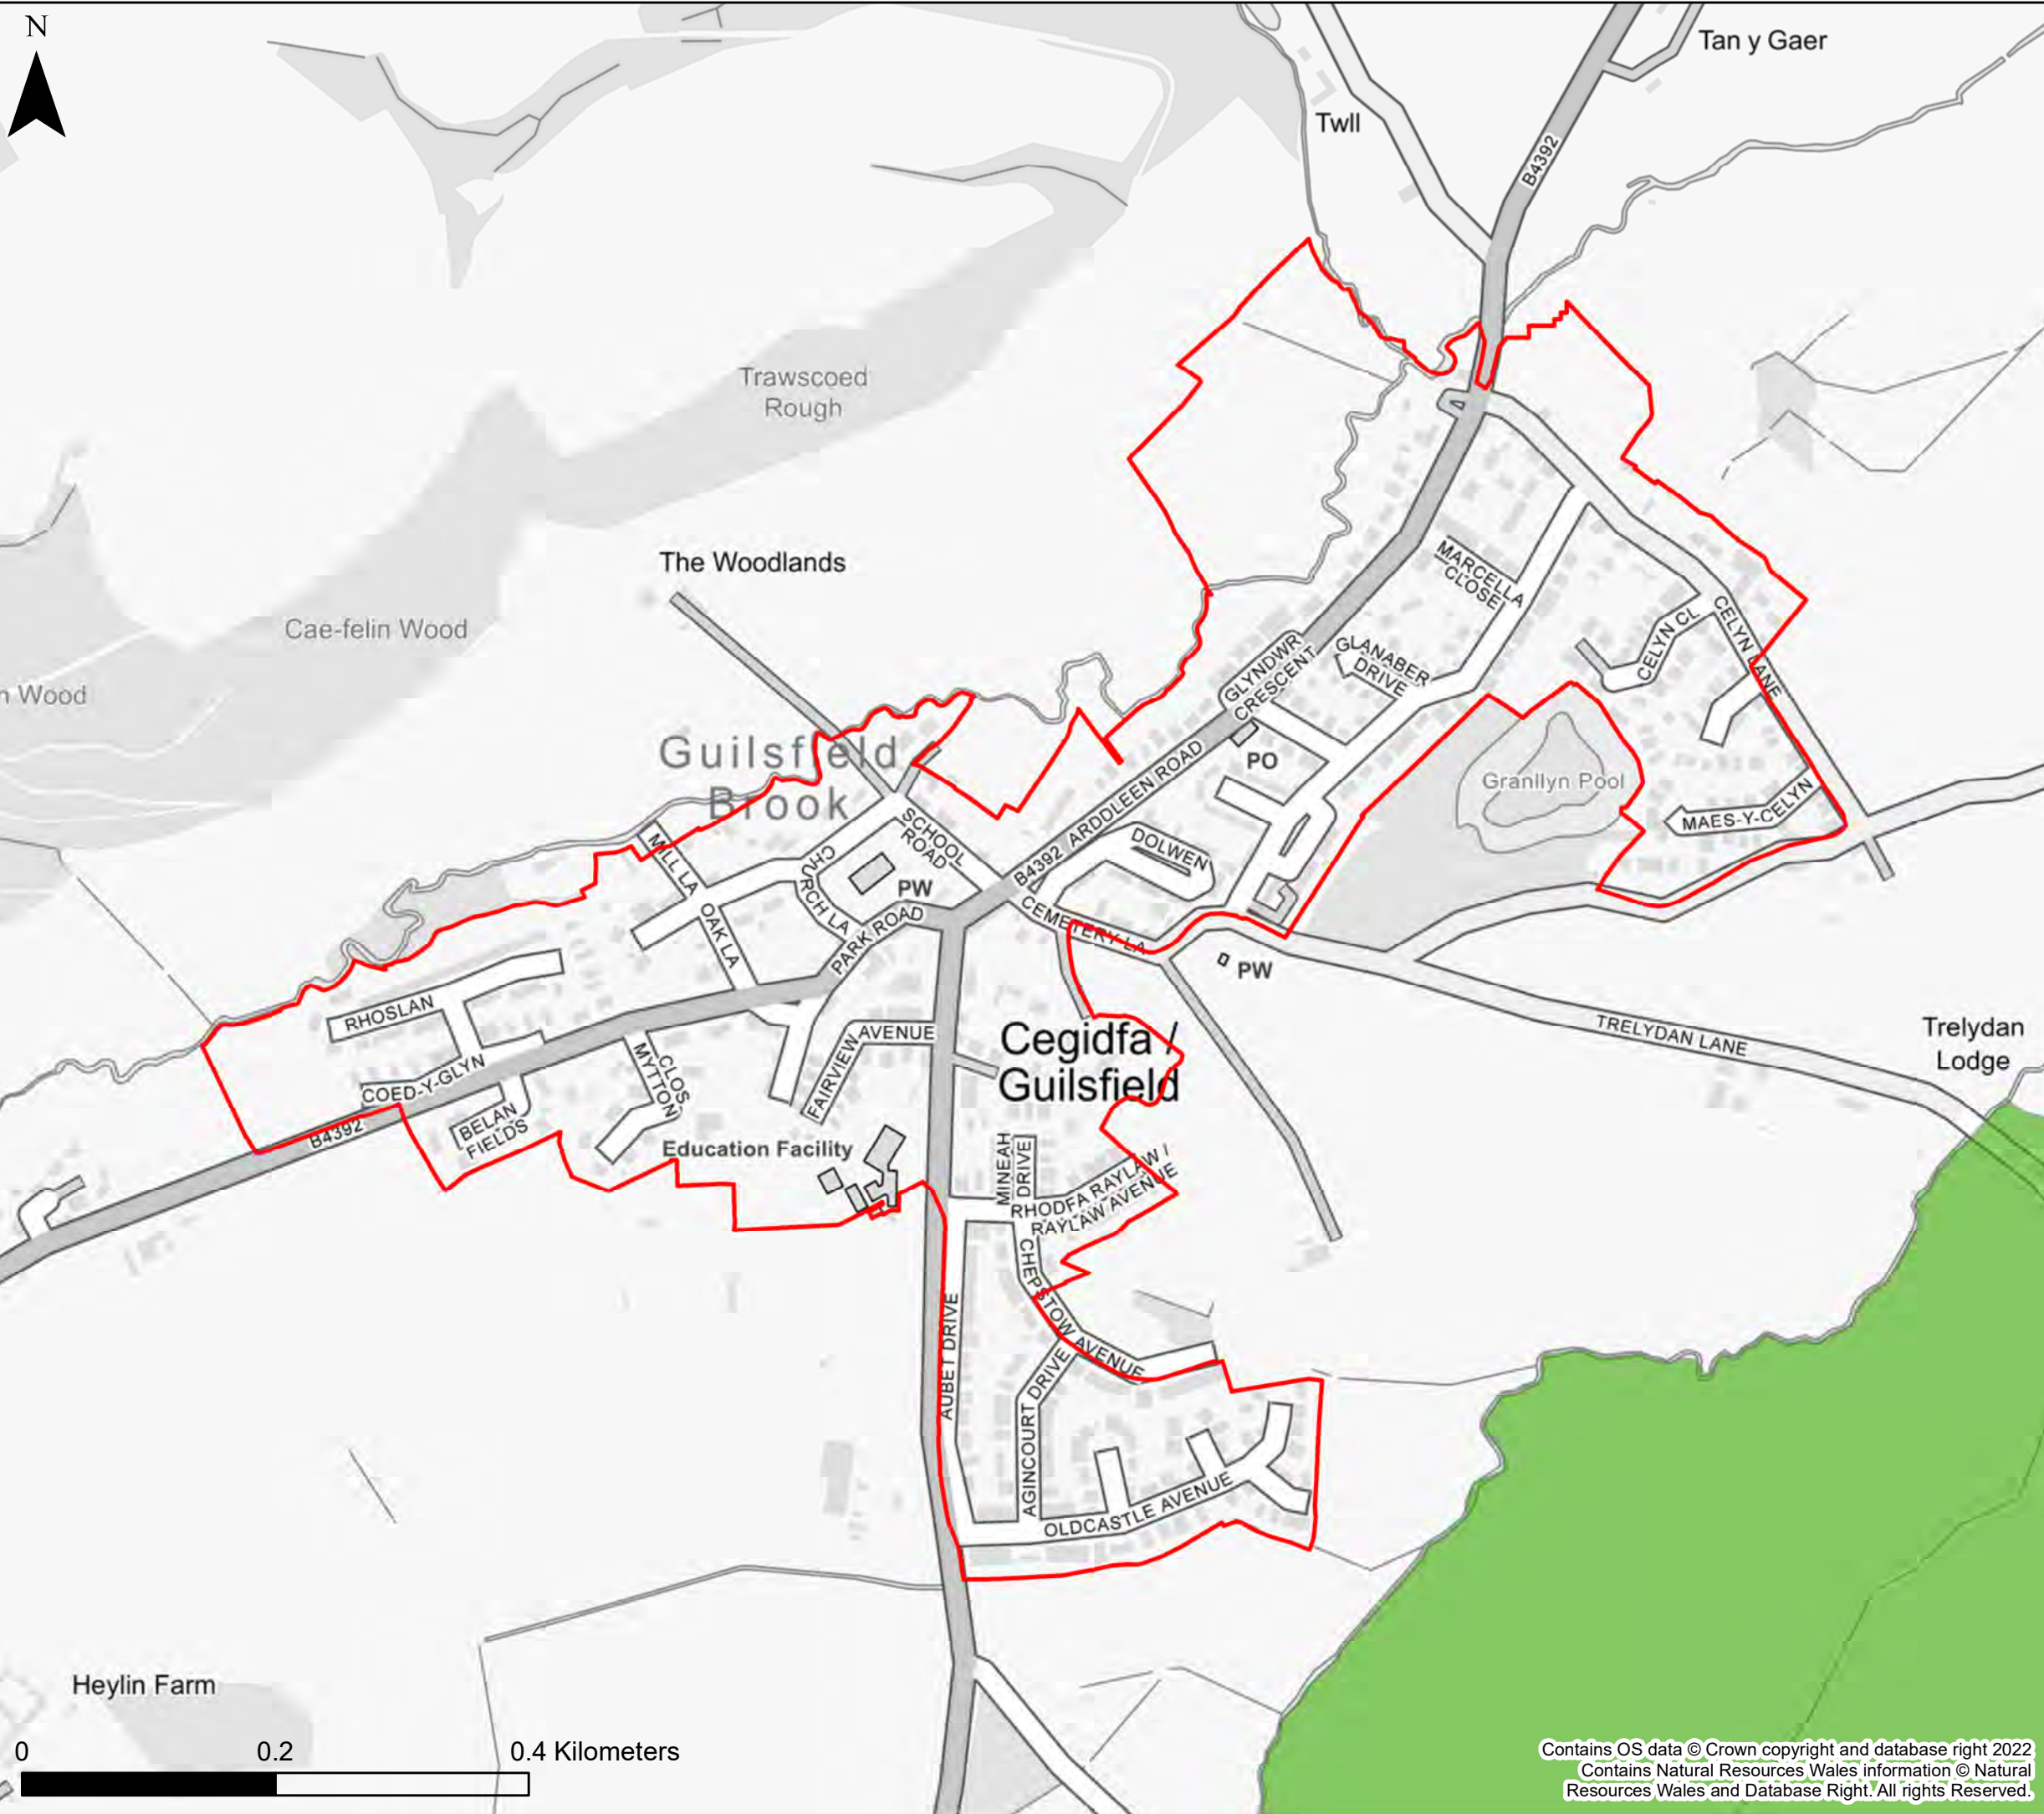 N
Tan y Gaer
Twll
B4392
Trawscoed
Rough
The Woodlands
MARCELLA
CLOSE
Cae-felin Wood
CELYN CL
CELYN LANE
GLYNDWR
CRESCENT
GLANABER
DRIVE
n Wood
Guilsfield
Brook
PO
Granllyn Pool
MAES-Y-CELYN
B4392 ARDDLEEN ROAD
SCHOOL
ROAD
DOLWEN
MILL LA
CHURCH LA
PW
OAK LA
PARK ROAD
CEMETERY LA
PW
RHOSLAN
TRELYDAN LANE
Trelydan
Lodge
FAIRVIEW AVENUE
Cegidfa /
Guilsfield
COED-Y-GLYN
CLOS
MYTTON
B4392
BELAN
FIELDS
Education Facility
MINEAH
DRIVE
RHODFA RAYLAW /
RAYLAW AVENUE
CHEPSTOW AVENUE
AUBET DRIVE
AGINCOURT DRIVE
OLDCASTLE AVENUE
Heylin Farm
0 0.2 0.4 Kilometers
Contains OS data © Crown copyright and database right 2022
Contains Natural Resources Wales information © Natural
Resources Wales and Database Right. All rights Reserved.